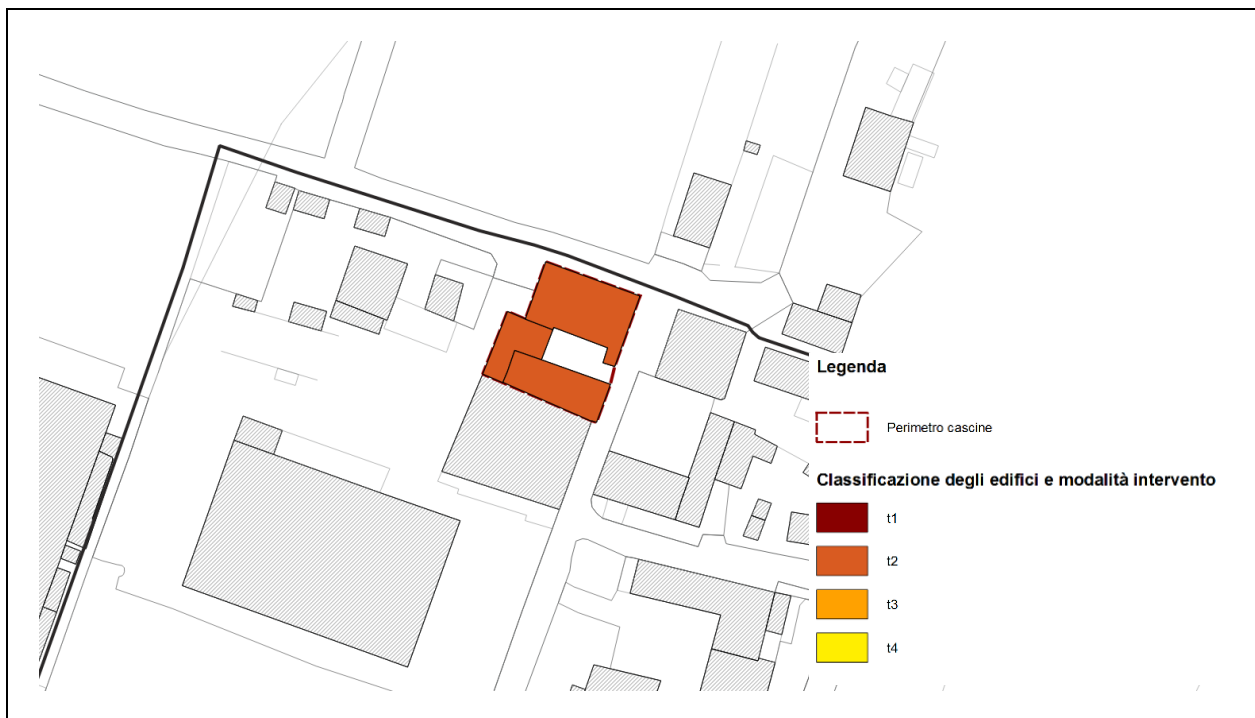 Legenda
Perimetro cascine
Classificazione degli edifici e modalità intervento
t1
t2
t3
t4